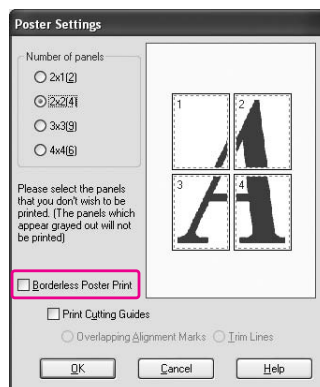 Poster Settings
Number of panels
2x1(2)
2x2(4)
3x3(9)
4x4(6)
Please select the panels
that you don't wish to be
printed. (The panels which
appear grayed out will not
be printed)
1
2
3
4
Borderless Poster Print
Print Cutting Guides
Overlapping Alignment Marks
Trim Lines
OK
Cancel
Help